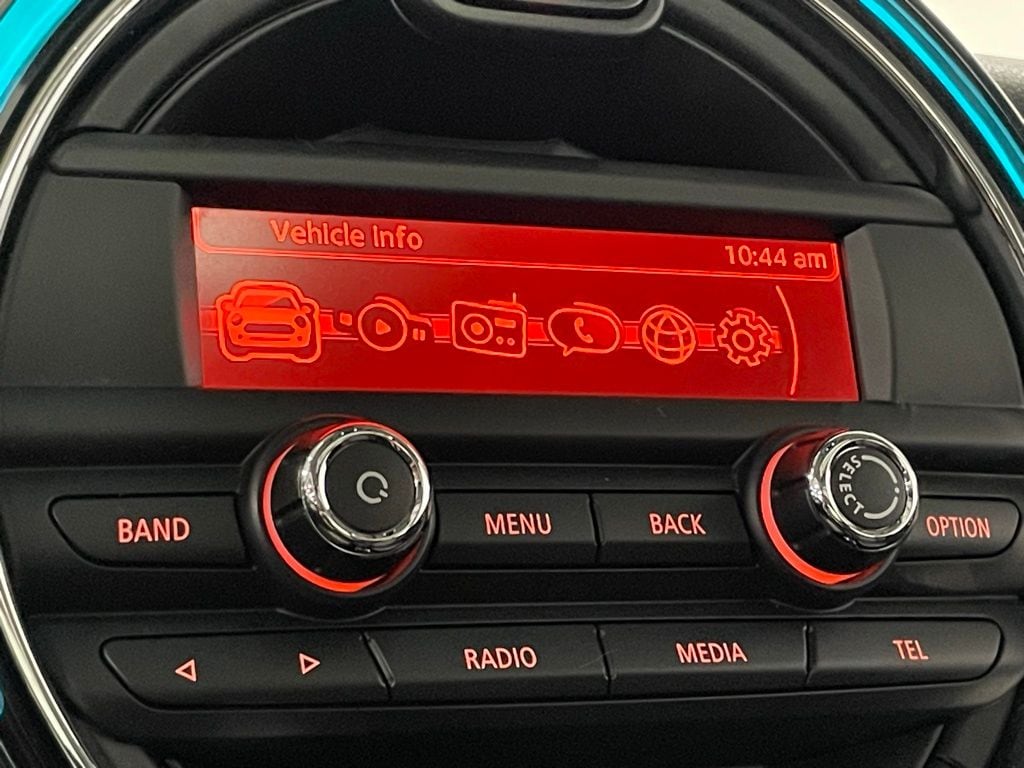 Vehicle info
10:44 am
BAND
MENU
BACK
SELECT
OPTION
RADIO
MEDIA
TEL